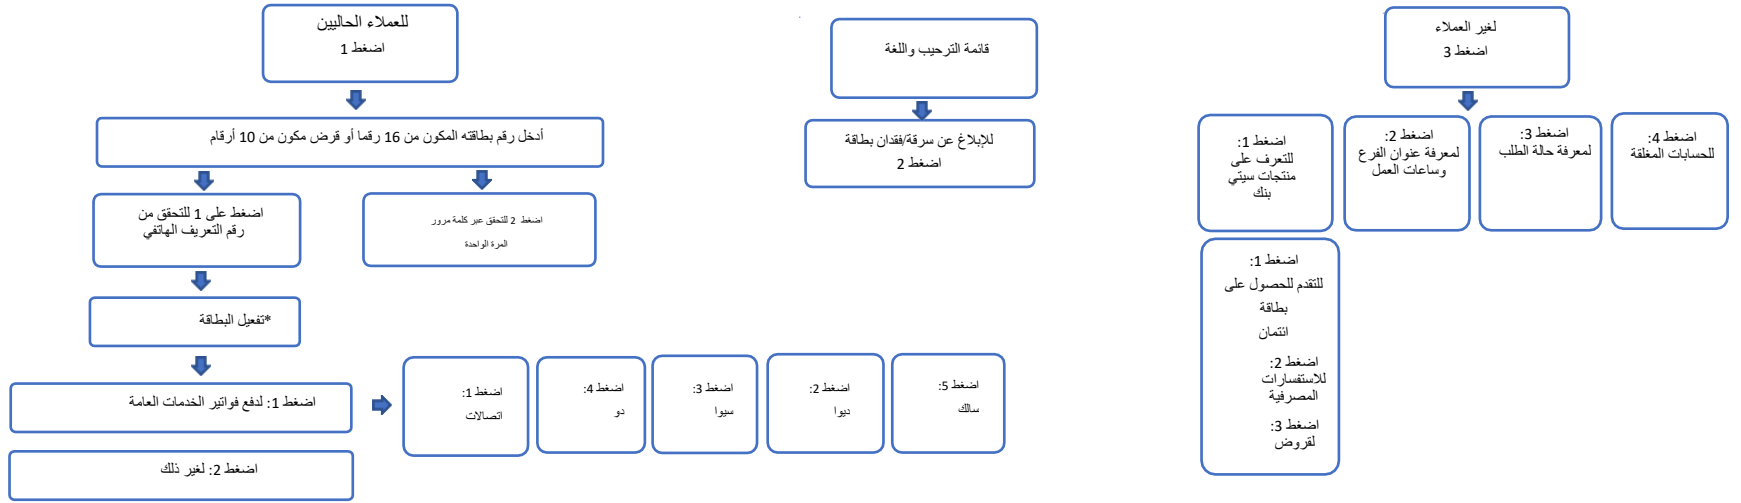 للعملاء الحاليين
اضغط 1
قائمة الترحيب واللغة
لغير العملاء
اضغط 3
أدخل رقم بطاقته المكون من 16 رقما أو قرض مكون من 10 أرقام
للإبلاغ عن سرقة/فقدان بطاقة
اضغط 2
اضغط 1:
للتعرف على
منتجات سيتي
بنك
اضغط 2:
لمعرفة عنوان الفرع
وساعات العمل
اضغط 3:
لمعرفة حالة الطلب
اضغط 4:
للحسابات المغلقة
اضغط على 1 للتحقق من
رقم التعريف الهاتفي
اضغط 2 للتحقق عبر كلمة مرور
المرة الواحدة
*تفعيل البطاقة
اضغط 1:
للتقدم للحصول على
بطاقة
ائتمان
اضغط 2:
للاستفسارات
المصرفية
اضغط 3:
لقروض
اضغط 1: لدفع فواتير الخدمات العامة
اضغط 1:
اتصالات
اضغط 4:
دو
اضغط 3:
سيوا
اضغط 2:
ديوا
اضغط 5:
سالك
اضغط 2: لغير ذلك